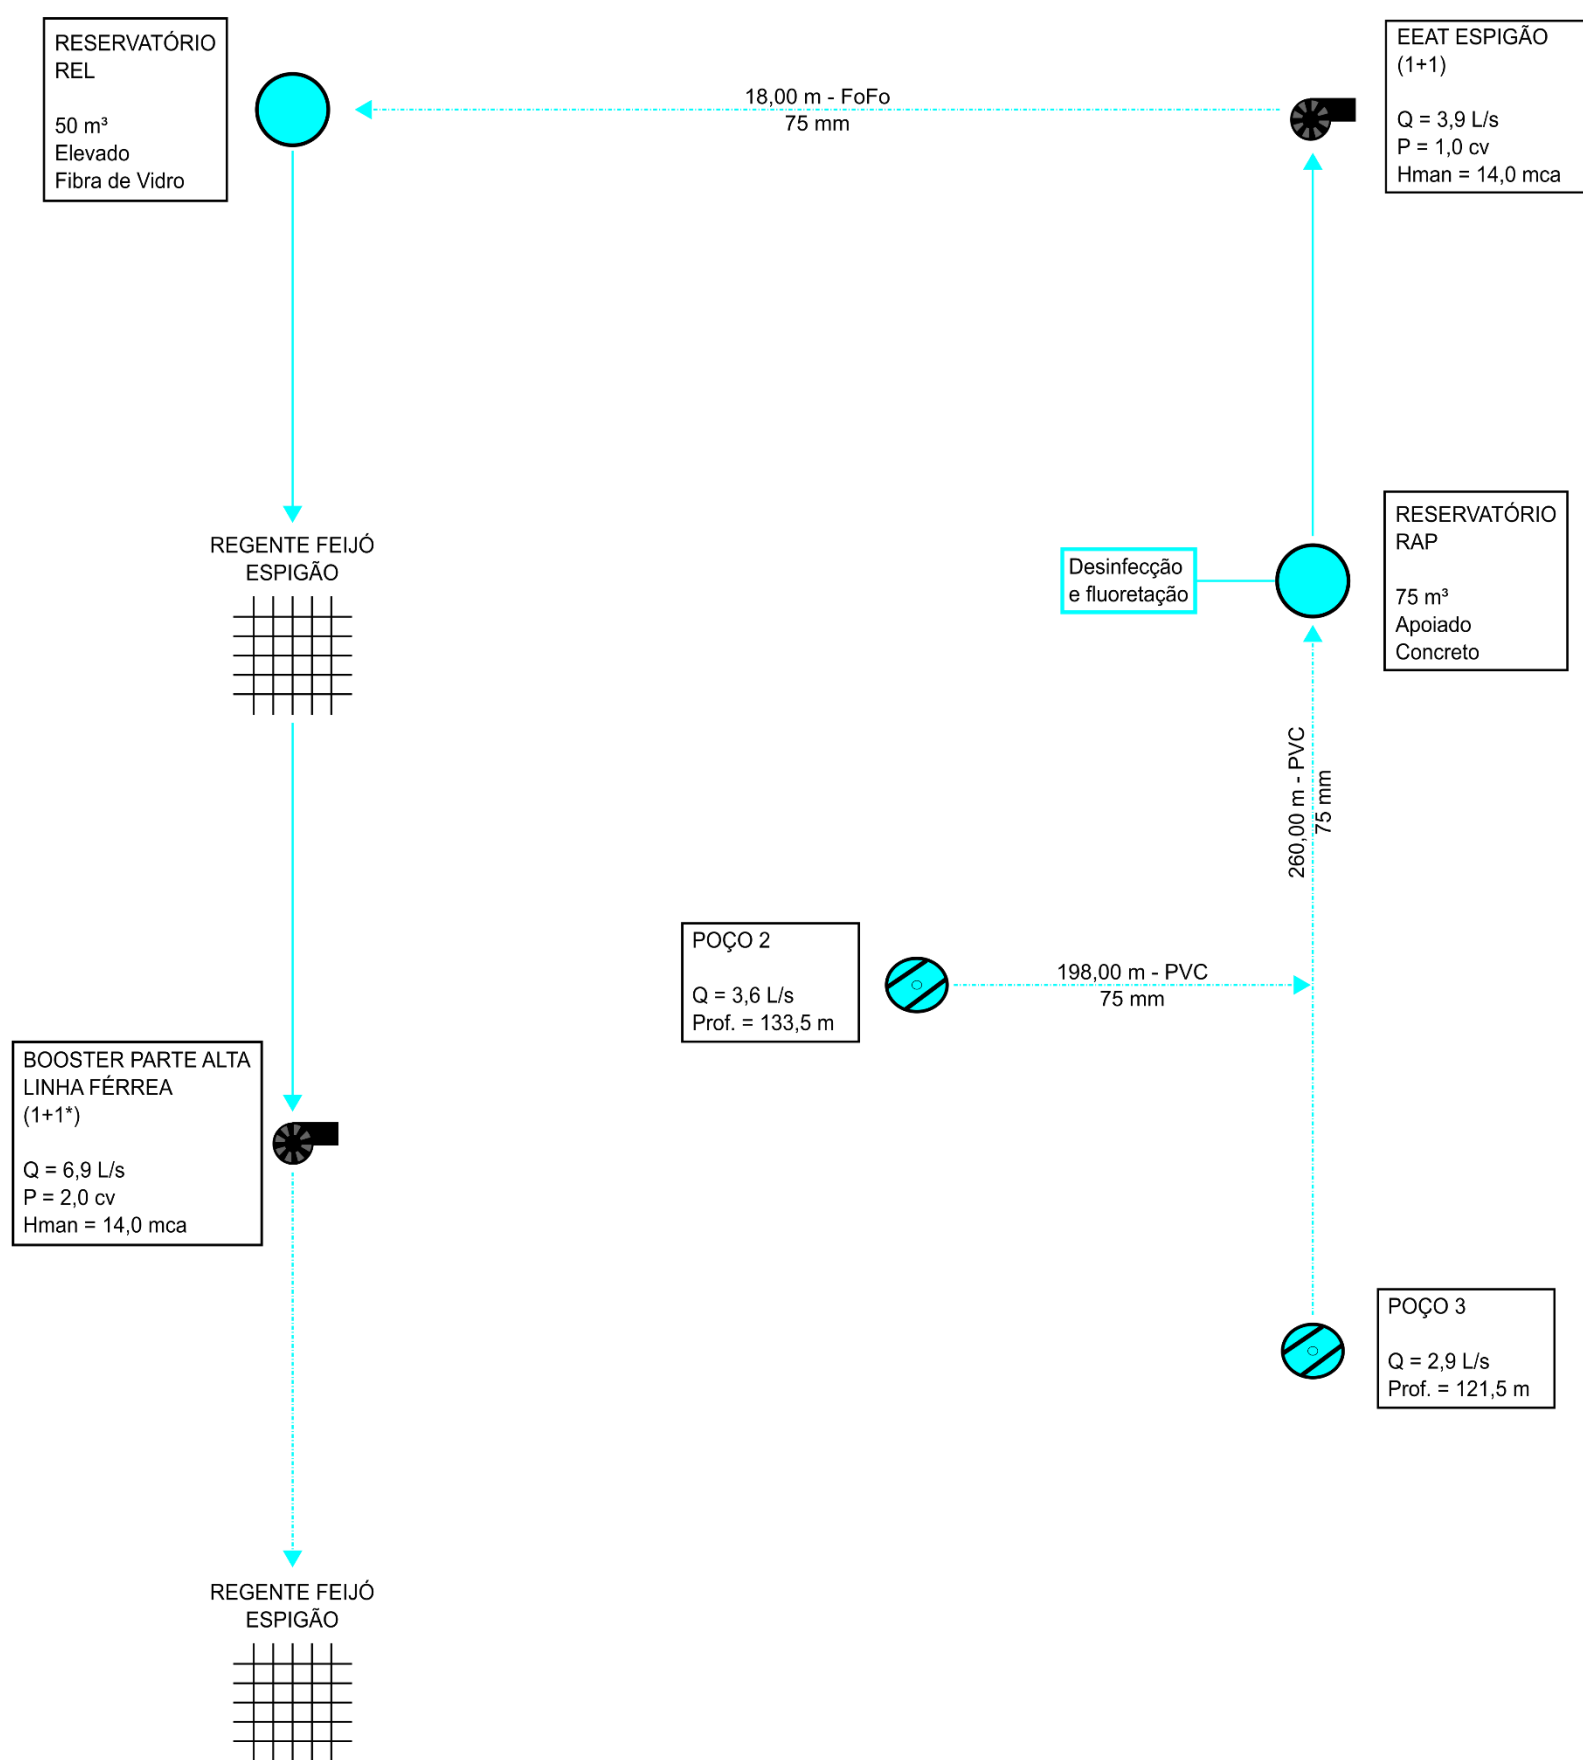 RESERVATÓRIO
REL
50 m³
Elevado
Fibra de Vidro
18,00 m - FoFo
75 mm
EEAT ESPIGÃO
(1+1)
Q = 3,9 L/s
P = 1,0 cv
Hman = 14,0 mca
REGENTE FEIJÓ
ESPIGÃO
Desinfecção
e fluoretação
RESERVATÓRIO
RAP
75 m³
Apoiado
Concreto
260,00 m - PVC
75 mm
POÇO 2
Q = 3,6 L/s
Prof. = 133,5 m
198,00 m - PVC
75 mm
BOOSTER PARTE ALTA
LINHA FÉRREA
(1+1*)
Q = 6,9 L/s
P = 2,0 cv
Hman = 14,0 mca
POÇO 3
Q = 2,9 L/s
Prof. = 121,5 m
REGENTE FEIJÓ
ESPIGÃO